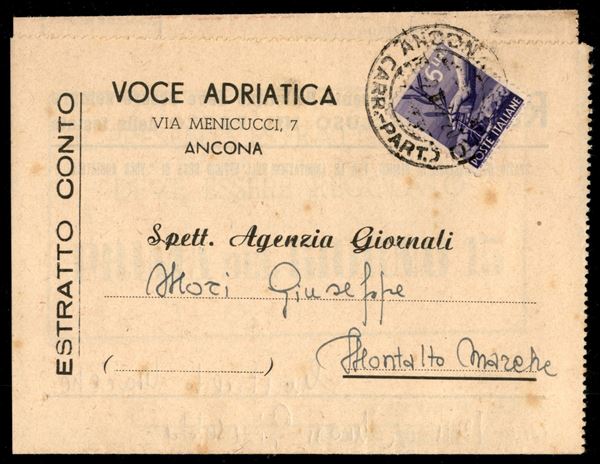 ESTRATTO CONTO
VOCE ADRIATICA
VIA MENICUCCI, 7
ANCONA
ANCONA
CARR.-PART.
POSTE ITALIANE
Spett. Agenzia Giornali
Mori Giuseppe
Montalto Marche